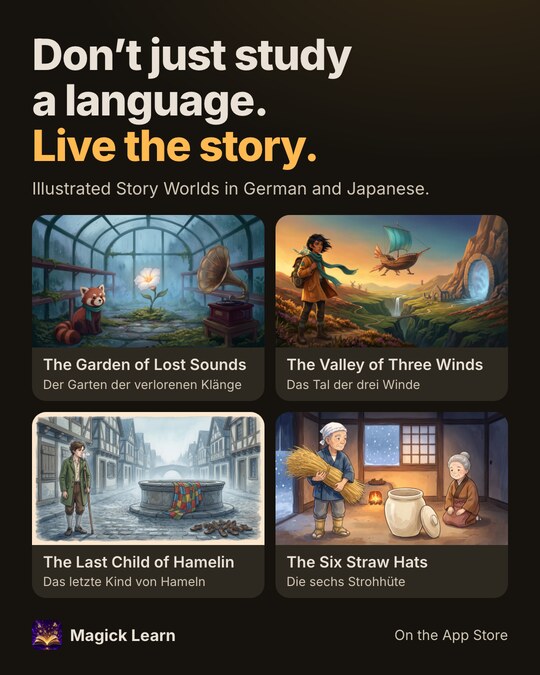 Don’t just study
a language.
Live the story.
Illustrated Story Worlds in German and Japanese.
The Garden of Lost Sounds
Der Garten der verlorenen Klänge
The Valley of Three Winds
Das Tal der drei Winde
The Last Child of Hamelin
Das letzte Kind von Hameln
The Six Straw Hats
Die sechs Strohhüte
Magick Learn
On the App Store